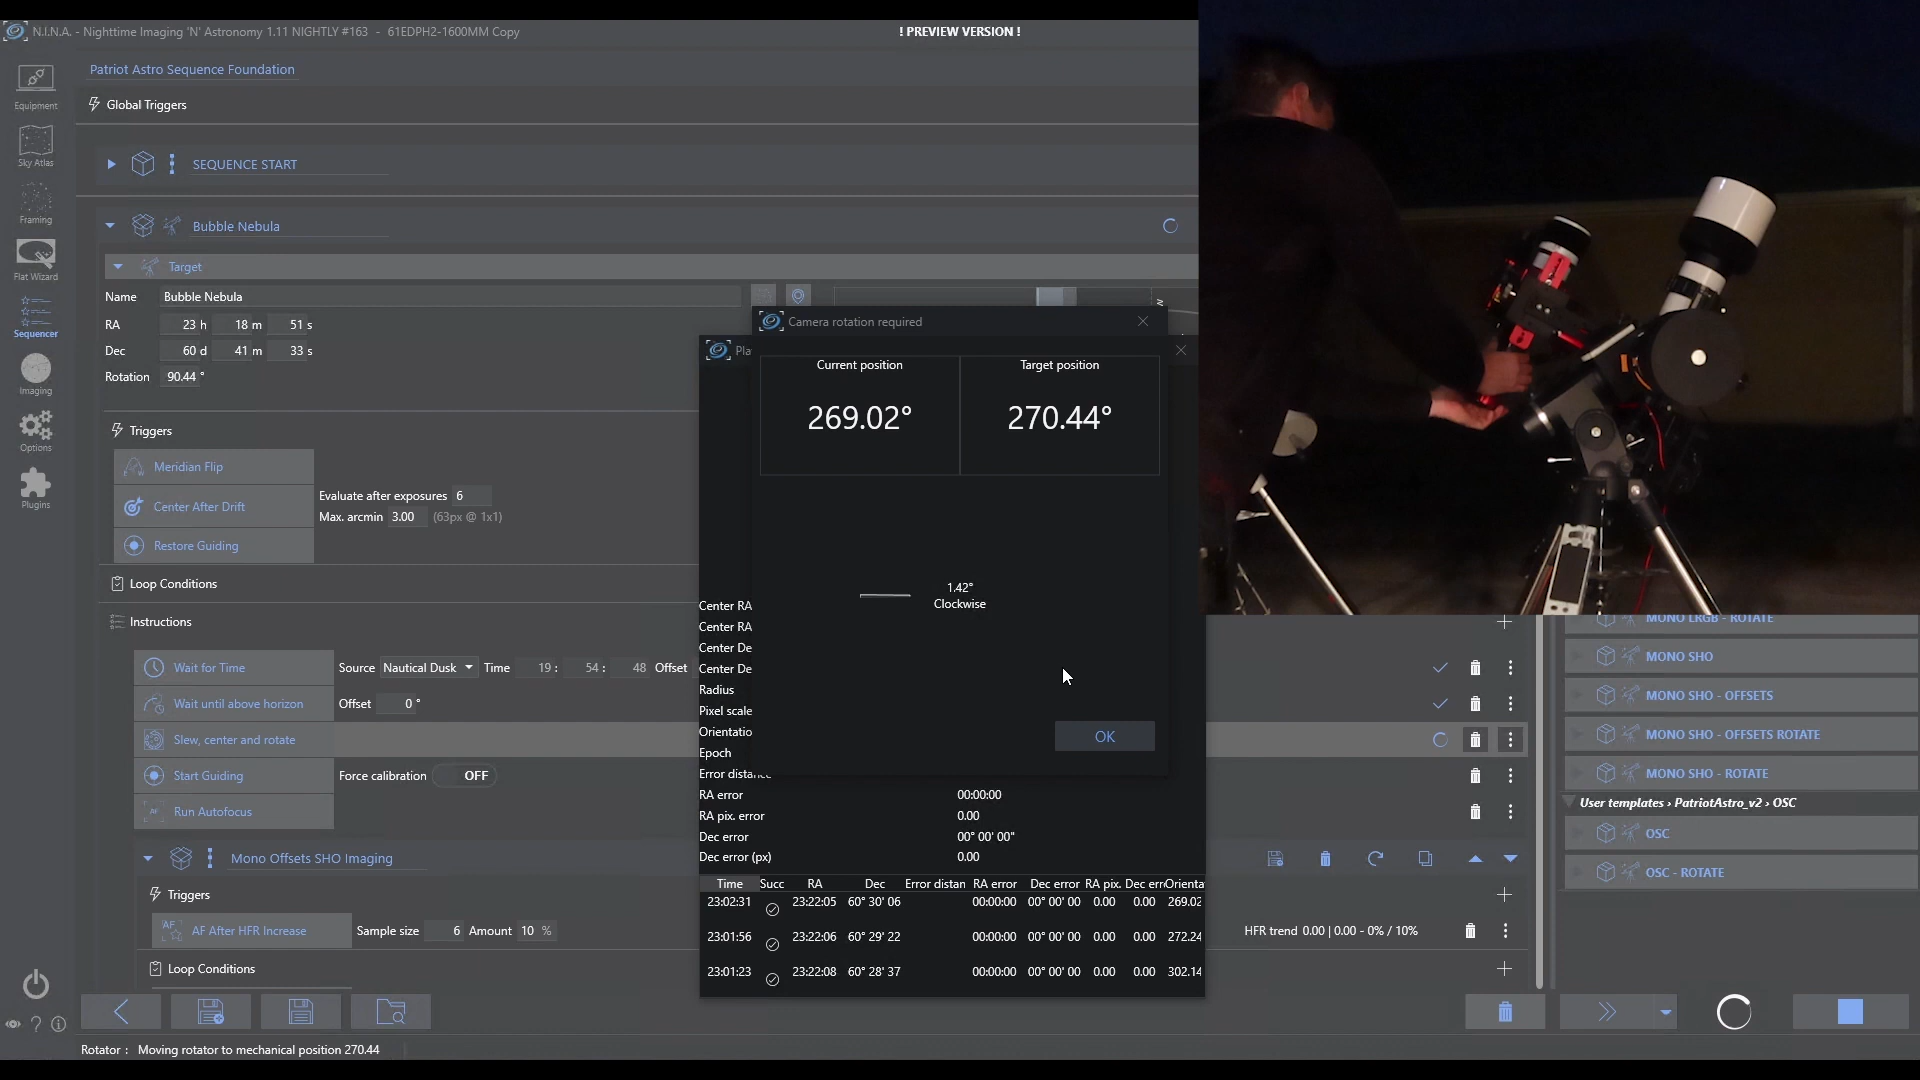 N.I.N.A. - Nighttime Imaging 'N' Astronomy 1.11 NIGHTLY #163 - 61EDPH2-1600MM Copy
! PREVIEW VERSION !
Patriot Astro Sequence Foundation
Global Triggers
SEQUENCE START
Bubble Nebula
Target
Name Bubble Nebula
RA 23 h 18 m 51 s
Dec 60 d 41 m 33 s
Rotation 90.44 °
Triggers
Meridian Flip
Center After Drift
Evaluate after exposures 6
Max. arcmin 3.00 (63px @ 1x1)
Restore Guiding
Loop Conditions
Instructions
Wait for Time Source Nautical Dusk Time 19 : 54 : 48 Offset
Wait until above horizon Offset 0 °
Slew, center and rotate
Start Guiding Force calibration OFF
Run Autofocus
Mono Offsets SHO Imaging
Triggers
AF After HFR Increase Sample size 6 Amount 10 %
HFR trend 0.00 | 0.00 - 0% / 10%
Loop Conditions
Equipment
Sky Atlas
Framing
Flat Wizard
Sequencer
Imaging
Options
Plugins
Camera rotation required
Pla
Current position
Target position
269.02°
270.44°
1.42°
Clockwise
OK
Center RA
Center RA
Center De
Center De
Radius
Pixel scale
Orientatio
Epoch
Error distance
RA error 00:00:00
RA pix. error 0.00
Dec error 00° 00' 00"
Dec error (px) 0.00
Time Succ RA Dec Error distan RA error Dec error RA pix. Dec err Orienta
23:02:31 23:22:05 60° 30' 06 00:00:00 00° 00' 00 0.00 0.00 269.02
23:01:56 23:22:06 60° 29' 22 00:00:00 00° 00' 00 0.00 0.00 272.24
23:01:23 23:22:08 60° 28' 37 00:00:00 00° 00' 00 0.00 0.00 302.14
MONO LRGB - ROTATE
MONO SHO
MONO SHO - OFFSETS
MONO SHO - OFFSETS ROTATE
MONO SHO - ROTATE
User templates › PatriotAstro_v2 › OSC
OSC
OSC - ROTATE
Rotator : Moving rotator to mechanical position 270.44